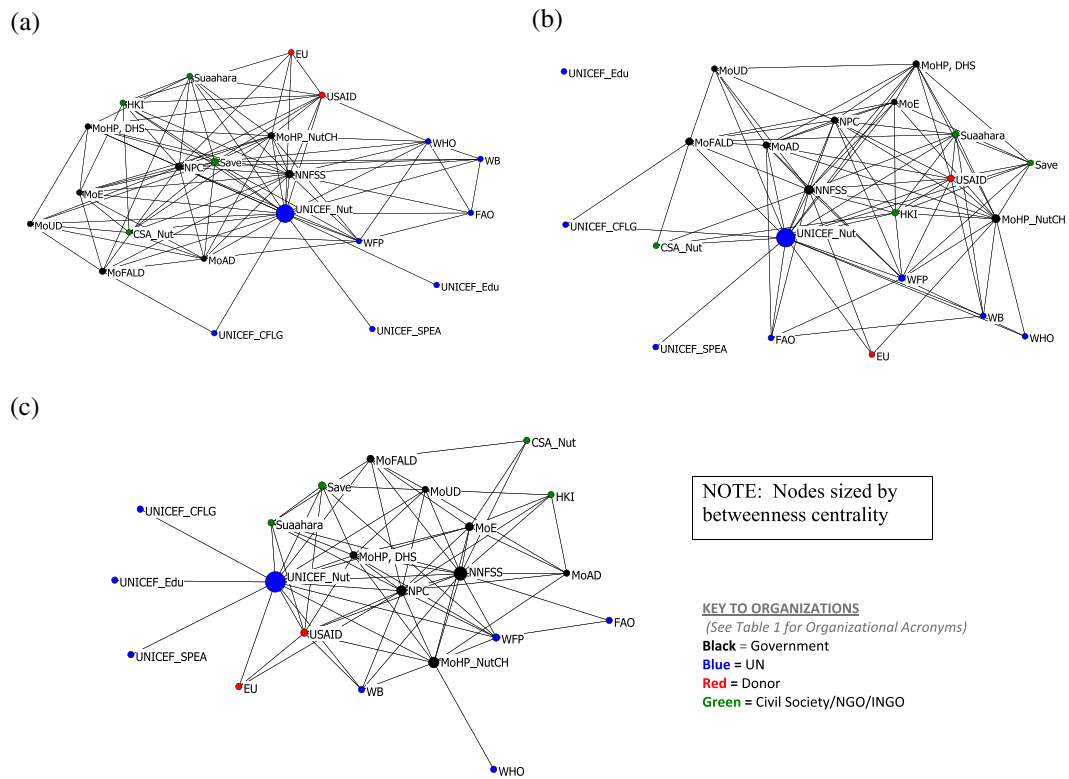 (a)
EU
Suaahara
USAID
HKI
MoHP, DHS
MoHP_NutCH
WHO
Save
WB
NPC
NNFSS
MoE
UNICEF_Nut
FAO
MoUD
CSA_Nut
WFP
MoAD
MoFALD
UNICEF_Edu
UNICEF_SPEA
UNICEF_CFLG
(b)
UNICEF_Edu
MoUD
MoHP, DHS
MoE
NPC
Suaahara
MoFALD
MoAD
Save
USAID
NNFSS
HKI
MoHP_NutCH
UNICEF_CFLG
UNICEF_Nut
CSA_Nut
WFP
WB
WHO
FAO
UNICEF_SPEA
EU
(c)
CSA_Nut
MoFALD
Save
MoUD
HKI
UNICEF_CFLG
Suaahara
MoE
MoHP, DHS
UNICEF_Edu
UNICEF_Nut
NNFSS
MoAD
NPC
FAO
USAID
WFP
UNICEF_SPEA
MoHP_NutCH
EU
WB
WHO
NOTE: Nodes sized by
betweenness centrality
KEY TO ORGANIZATIONS
(See Table 1 for Organizational Acronyms)
Black = Government
Blue = UN
Red = Donor
Green = Civil Society/NGO/INGO